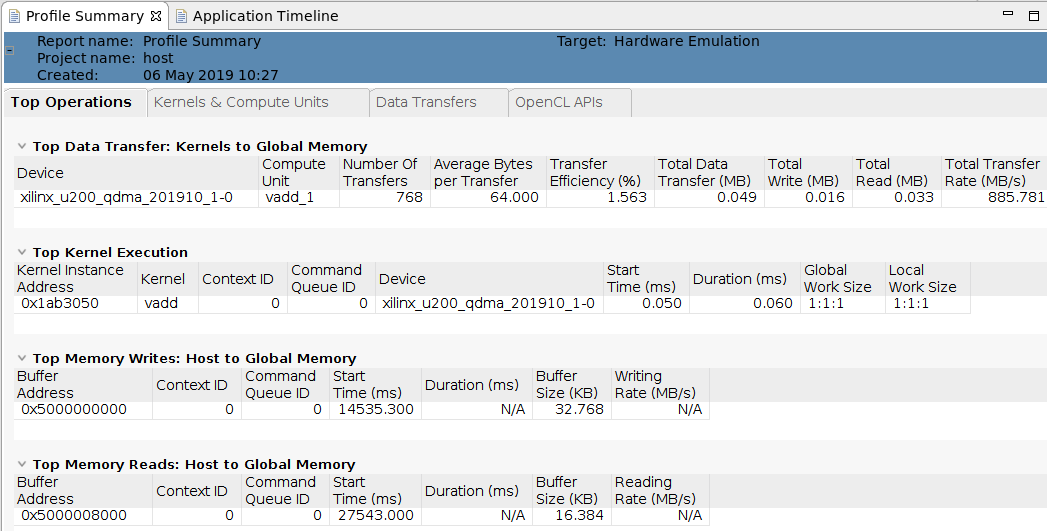 Profile Summary Application Timeline
Report name: Profile Summary Target: Hardware Emulation
Project name: host
Created: 06 May 2019 10:27
Top Operations Kernels & Compute Units Data Transfers OpenCL APIs
Top Data Transfer: Kernels to Global Memory
Device Compute Unit Number Of Transfers Average Bytes per Transfer Transfer Efficiency (%) Total Data Transfer (MB) Total Write (MB) Total Read (MB) Total Transfer Rate (MB/s)
xilinx_u200_qdma_201910_1-0 vadd_1 768 64.000 1.563 0.049 0.016 0.033 885.781
Top Kernel Execution
Kernel Instance Address Kernel Context ID Command Queue ID Device Start Time (ms) Duration (ms) Global Work Size Local Work Size
0x1ab3050 vadd 0 0 xilinx_u200_qdma_201910_1-0 0.050 0.060 1:1:1 1:1:1
Top Memory Writes: Host to Global Memory
Buffer Address Context ID Command Queue ID Start Time (ms) Duration (ms) Buffer Size (KB) Writing Rate (MB/s)
0x5000000000 0 0 14535.300 N/A 32.768 N/A
Top Memory Reads: Host to Global Memory
Buffer Address Context ID Command Queue ID Start Time (ms) Duration (ms) Buffer Size (KB) Reading Rate (MB/s)
0x5000008000 0 0 27543.000 N/A 16.384 N/A